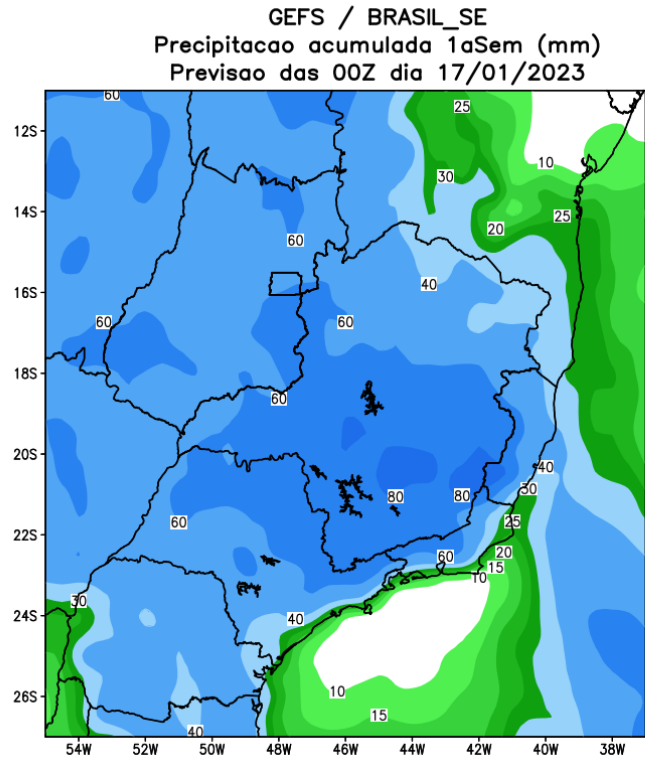 GEFS / BRASIL_SE
Precipitacao acumulada 1aSem (mm)
Previsao das 00Z dia 17/01/2023
60
25
12S
10
30
14S
25
20
60
40
16S
60
60
18S
60
20S
40
80
80
30
22S
60
25
20
60
15
10
30
24S
40
26S
10
15
40
54W 52W 50W 48W 46W 44W 42W 40W 38W